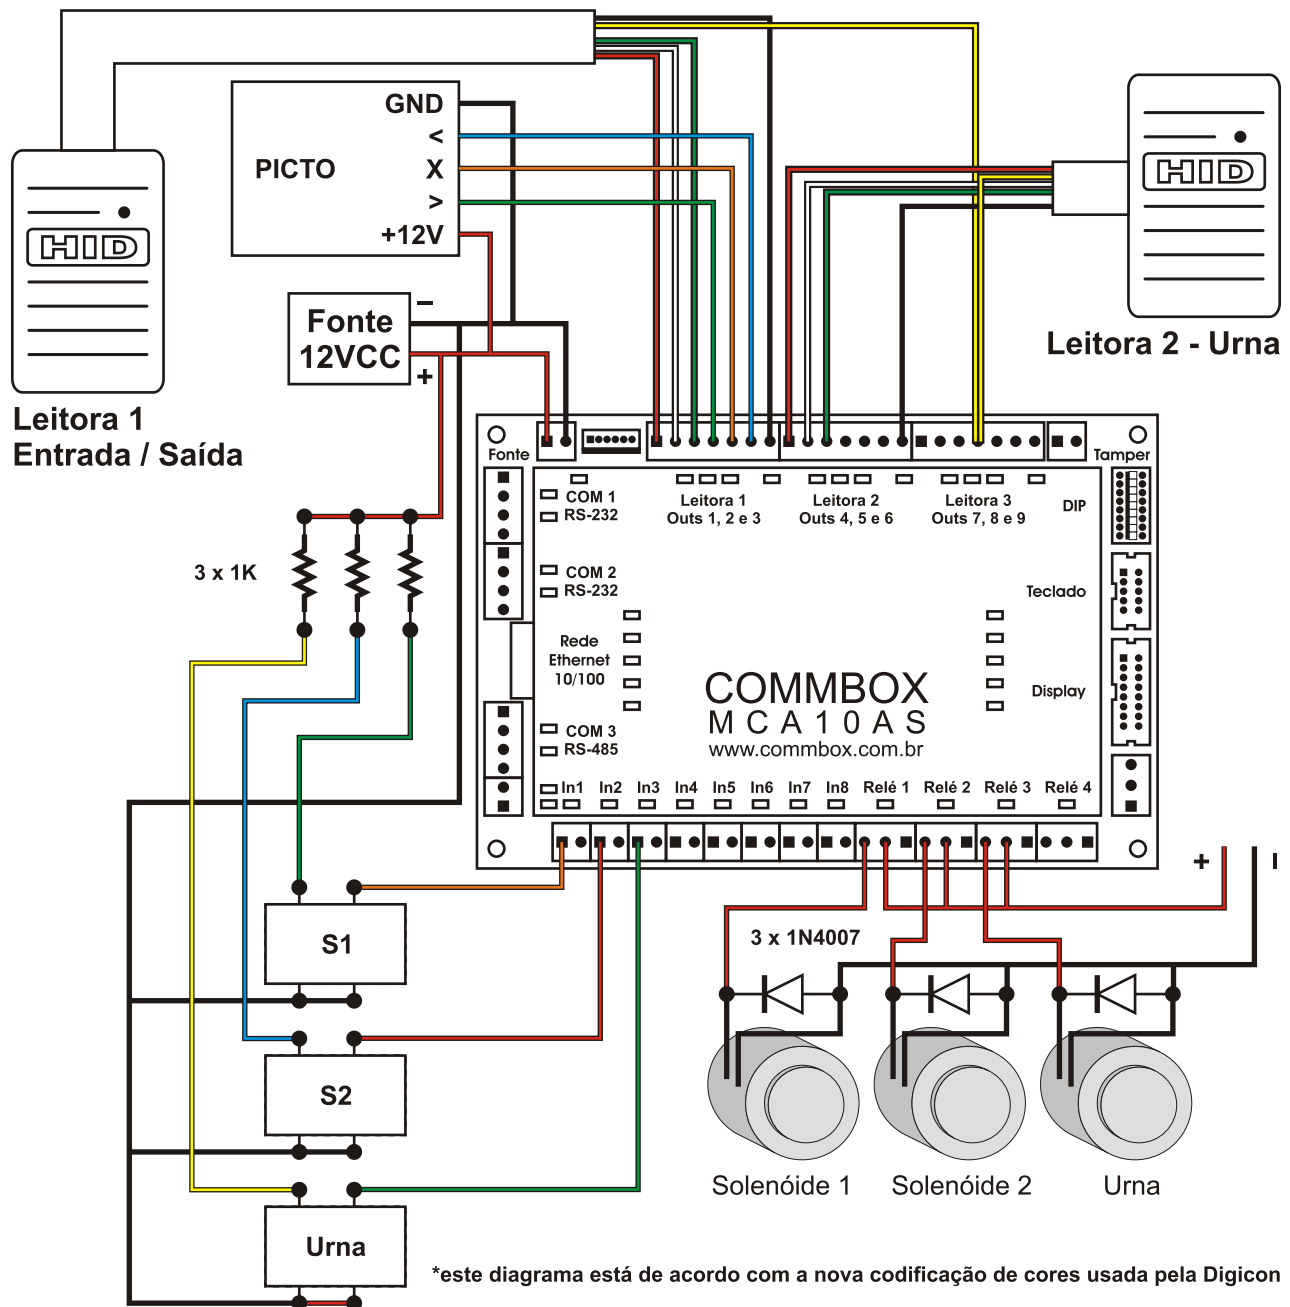 GND
<
PICTO
X
>
+12V
HID
HID
Fonte
12VCC
−
+
Leitora 2 - Urna
Leitora 1
Entrada / Saída
Fonte
Tamper
COM 1
RS-232
Leitora 1
Outs 1, 2 e 3
Leitora 2
Outs 4, 5 e 6
Leitora 3
Outs 7, 8 e 9
DIP
3 x 1K
COM 2
RS-232
Teclado
Rede
Ethernet
10/100
COMMBOX
MCA10AS
www.commbox.com.br
Display
COM 3
RS-485
In1
In2
In3
In4
In5
In6
In7
In8
Relé 1
Relé 2
Relé 3
Relé 4
+
−
S1
3 x 1N4007
S2
Solenóide 1
Solenóide 2
Urna
Urna
*este diagrama está de acordo com a nova codificação de cores usada pela Digicon